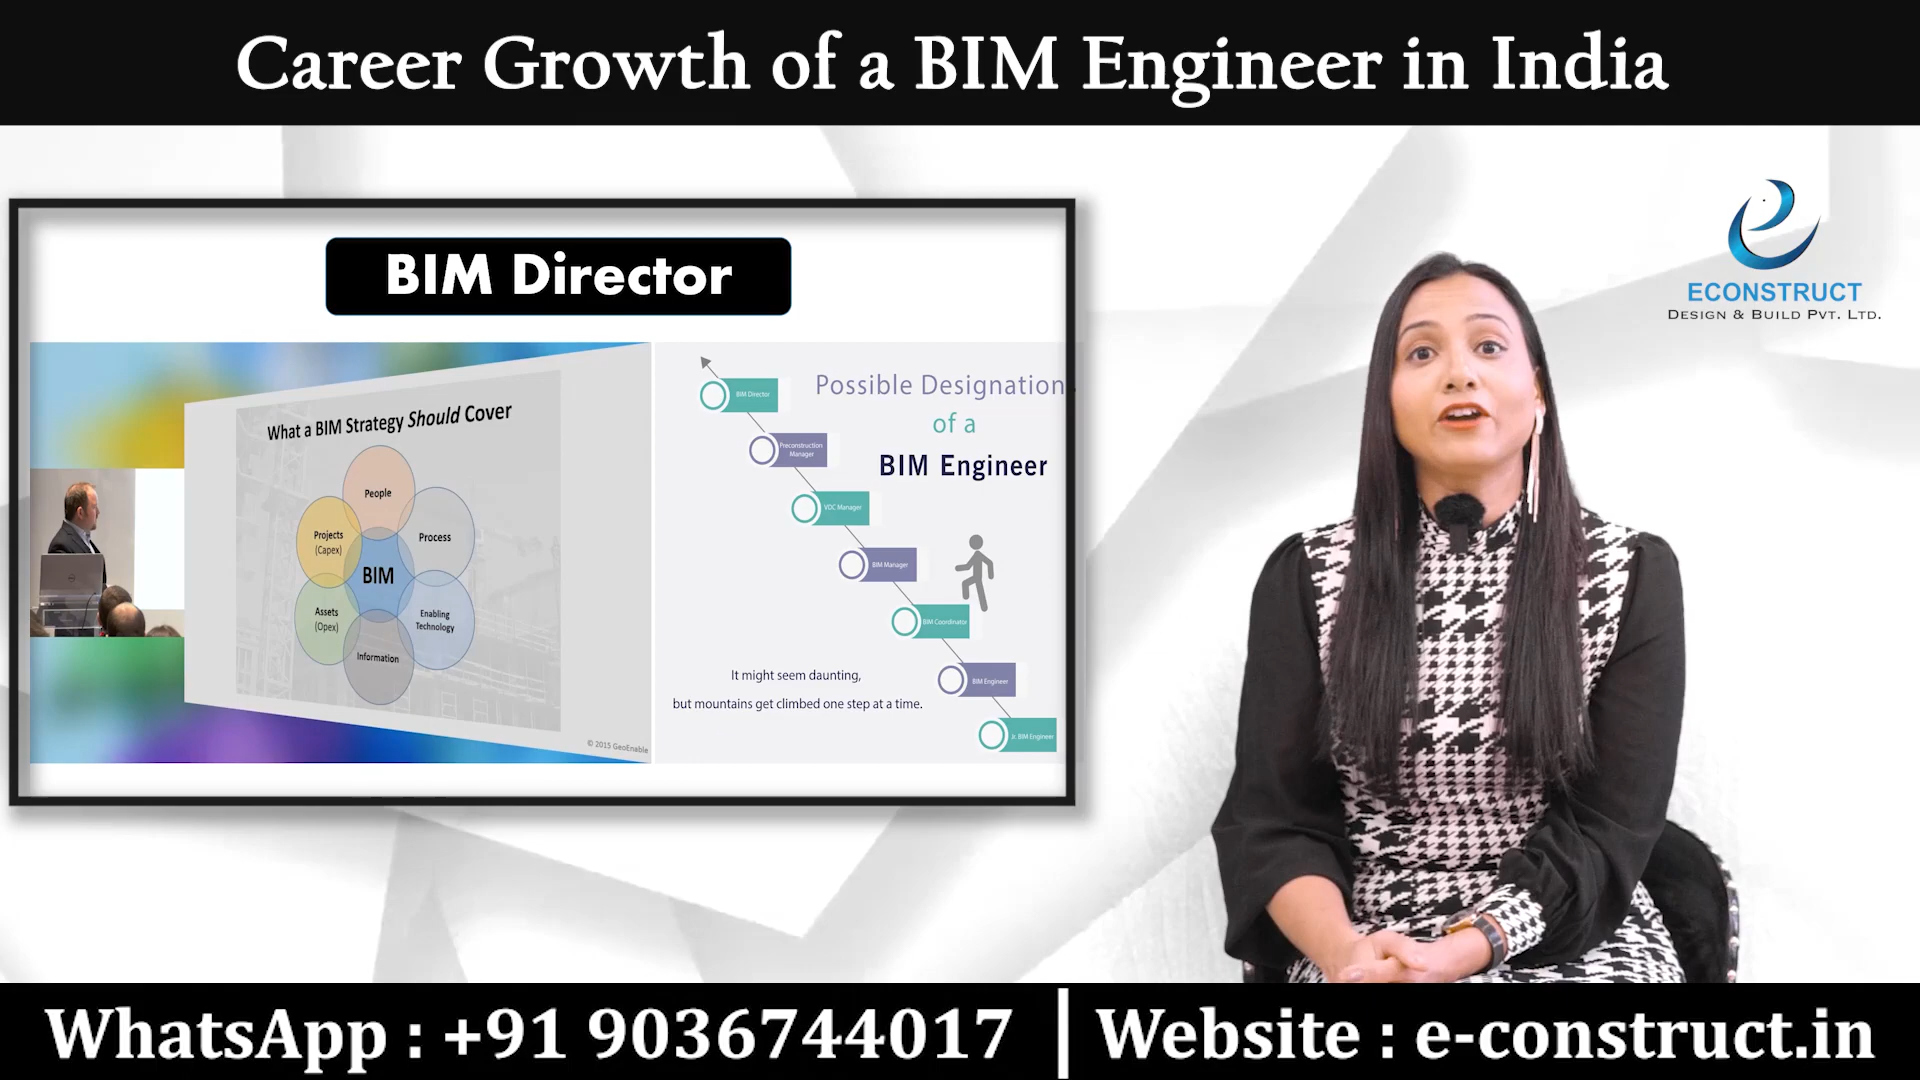 Career Growth of a BIM Engineer in India
ECONSTRUCT
DESIGN & BUILD PVT. LTD.
BIM Director
What a BIM Strategy Should Cover
People
Projects
(Capex)
Process
BIM
Assets
(Opex)
Enabling
Technology
Information
© 2015 GeoEnable
Possible Designation
of a
BIM Engineer
BIM Director
Preconstruction
Manager
VDC Manager
BIM Manager
BIM Coordinator
BIM Engineer
Jr. BIM Engineer
It might seem daunting,
but mountains get climbed one step at a time.
WhatsApp : +91 9036744017 | Website : e-construct.in